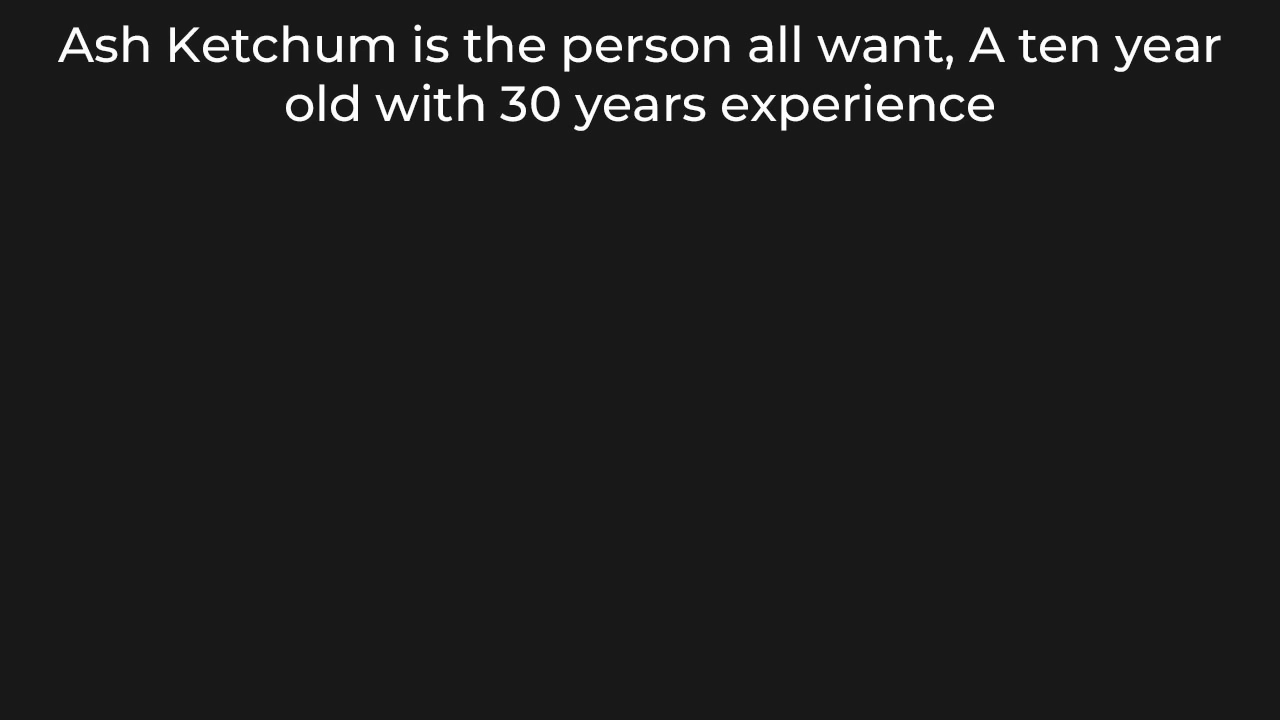 Ash Ketchum is the person all want, A ten year
old with 30 years experience